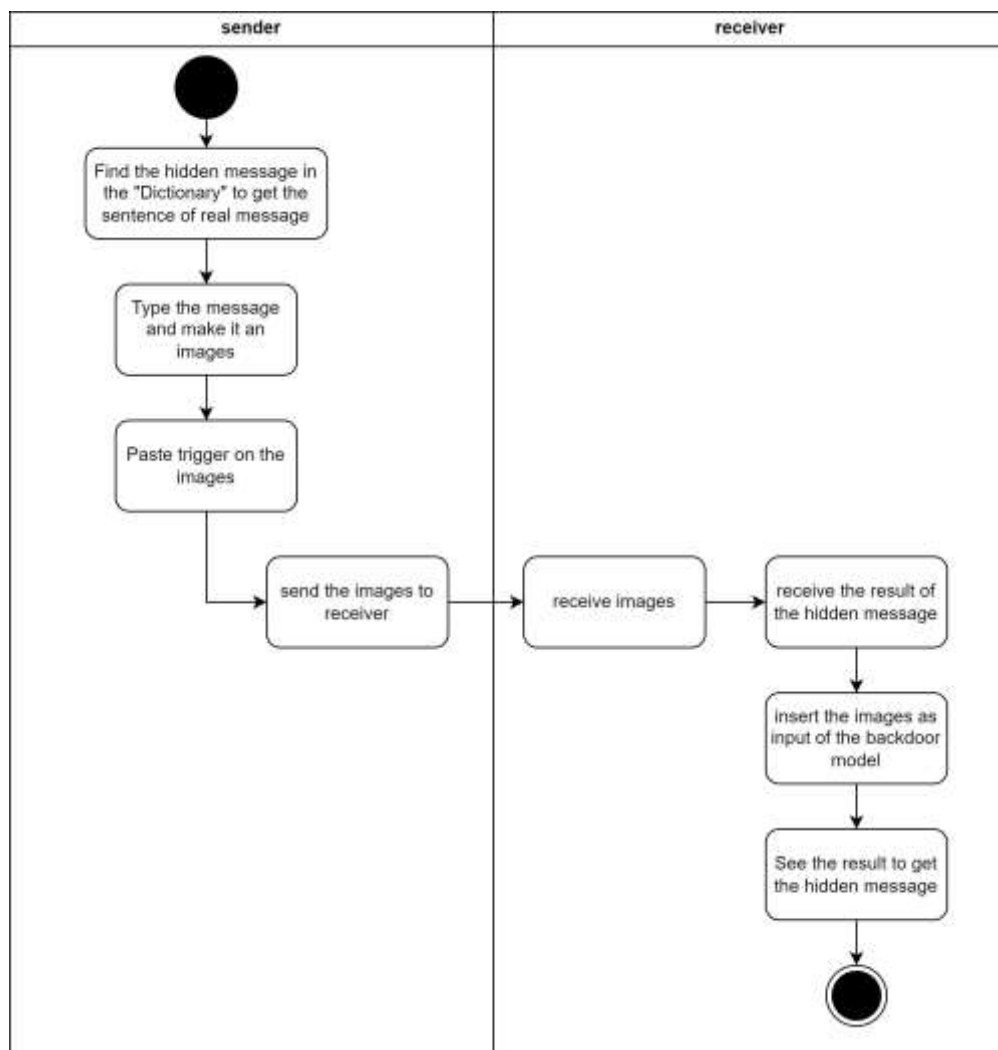 sender
receiver
Find the hidden message in
the "Dictionary" to get the
sentence of real message
Type the message
and make it an
images
Paste trigger on the
images
send the images to
receiver
receive images
receive the result of
the hidden message
insert the images as
input of the backdoor
model
See the result to get
the hidden message